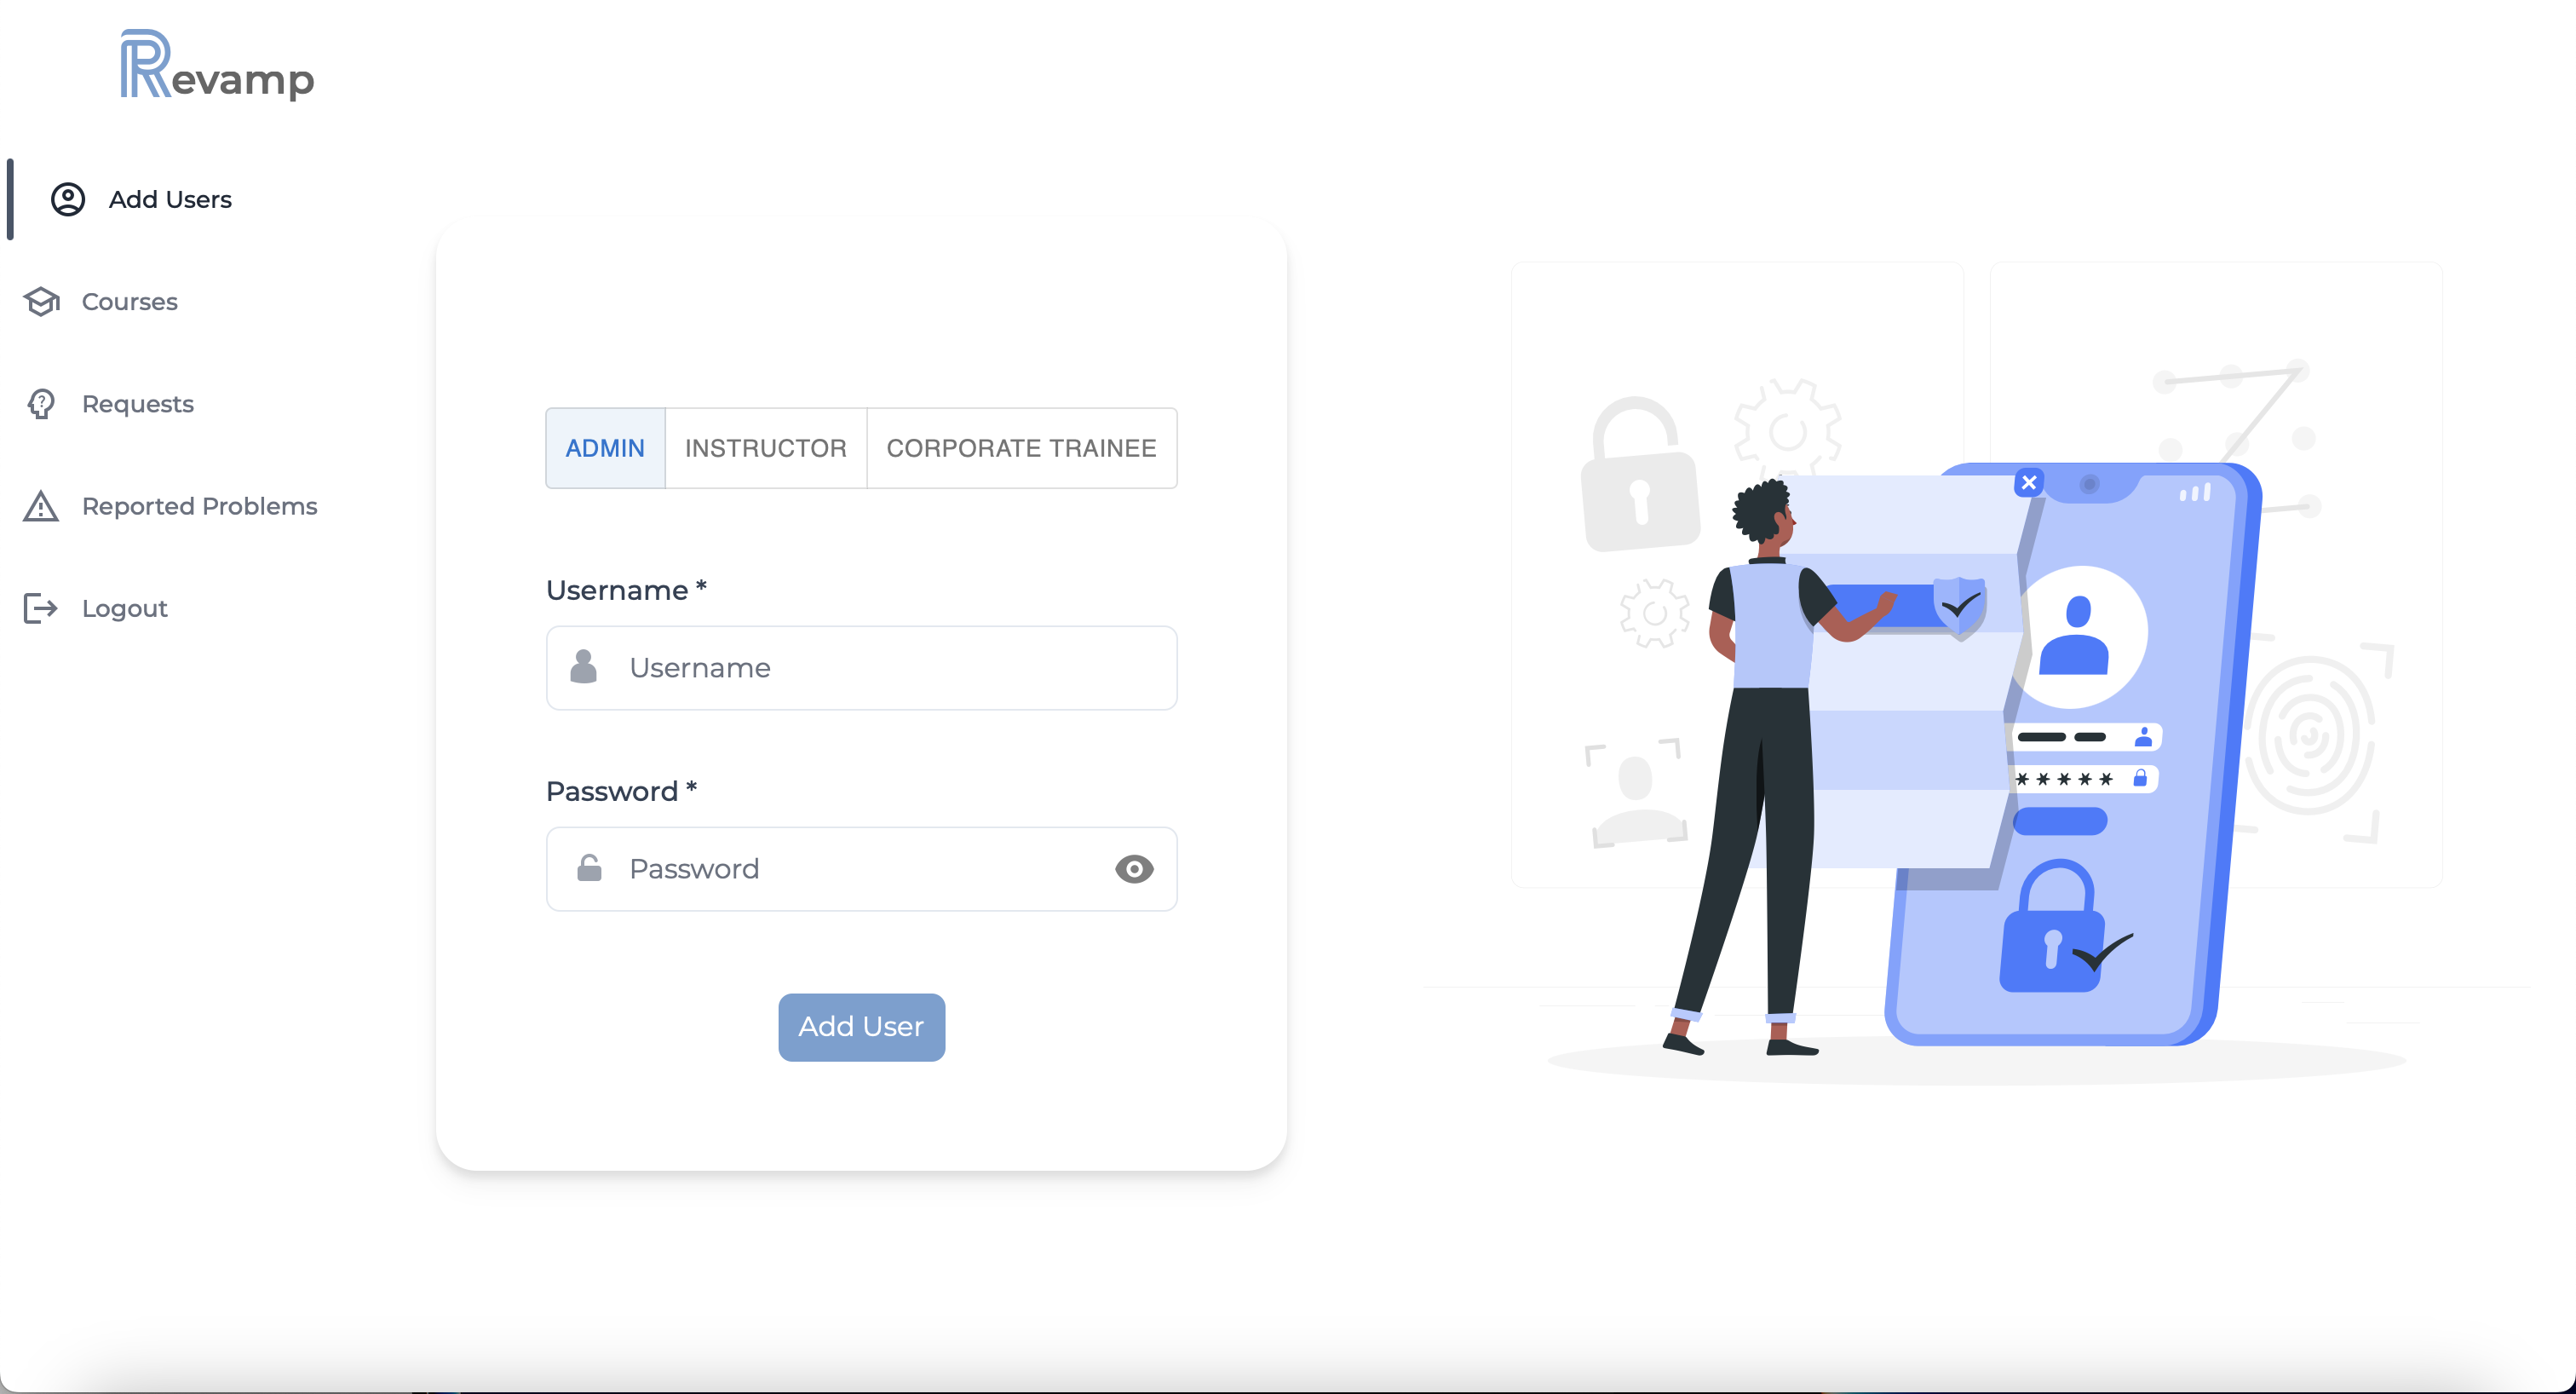 Revamp
Add Users
Courses
Requests
Reported Problems
Logout
ADMIN INSTRUCTOR CORPORATE TRAINEE
Username *
Username
Password *
Password
Add User